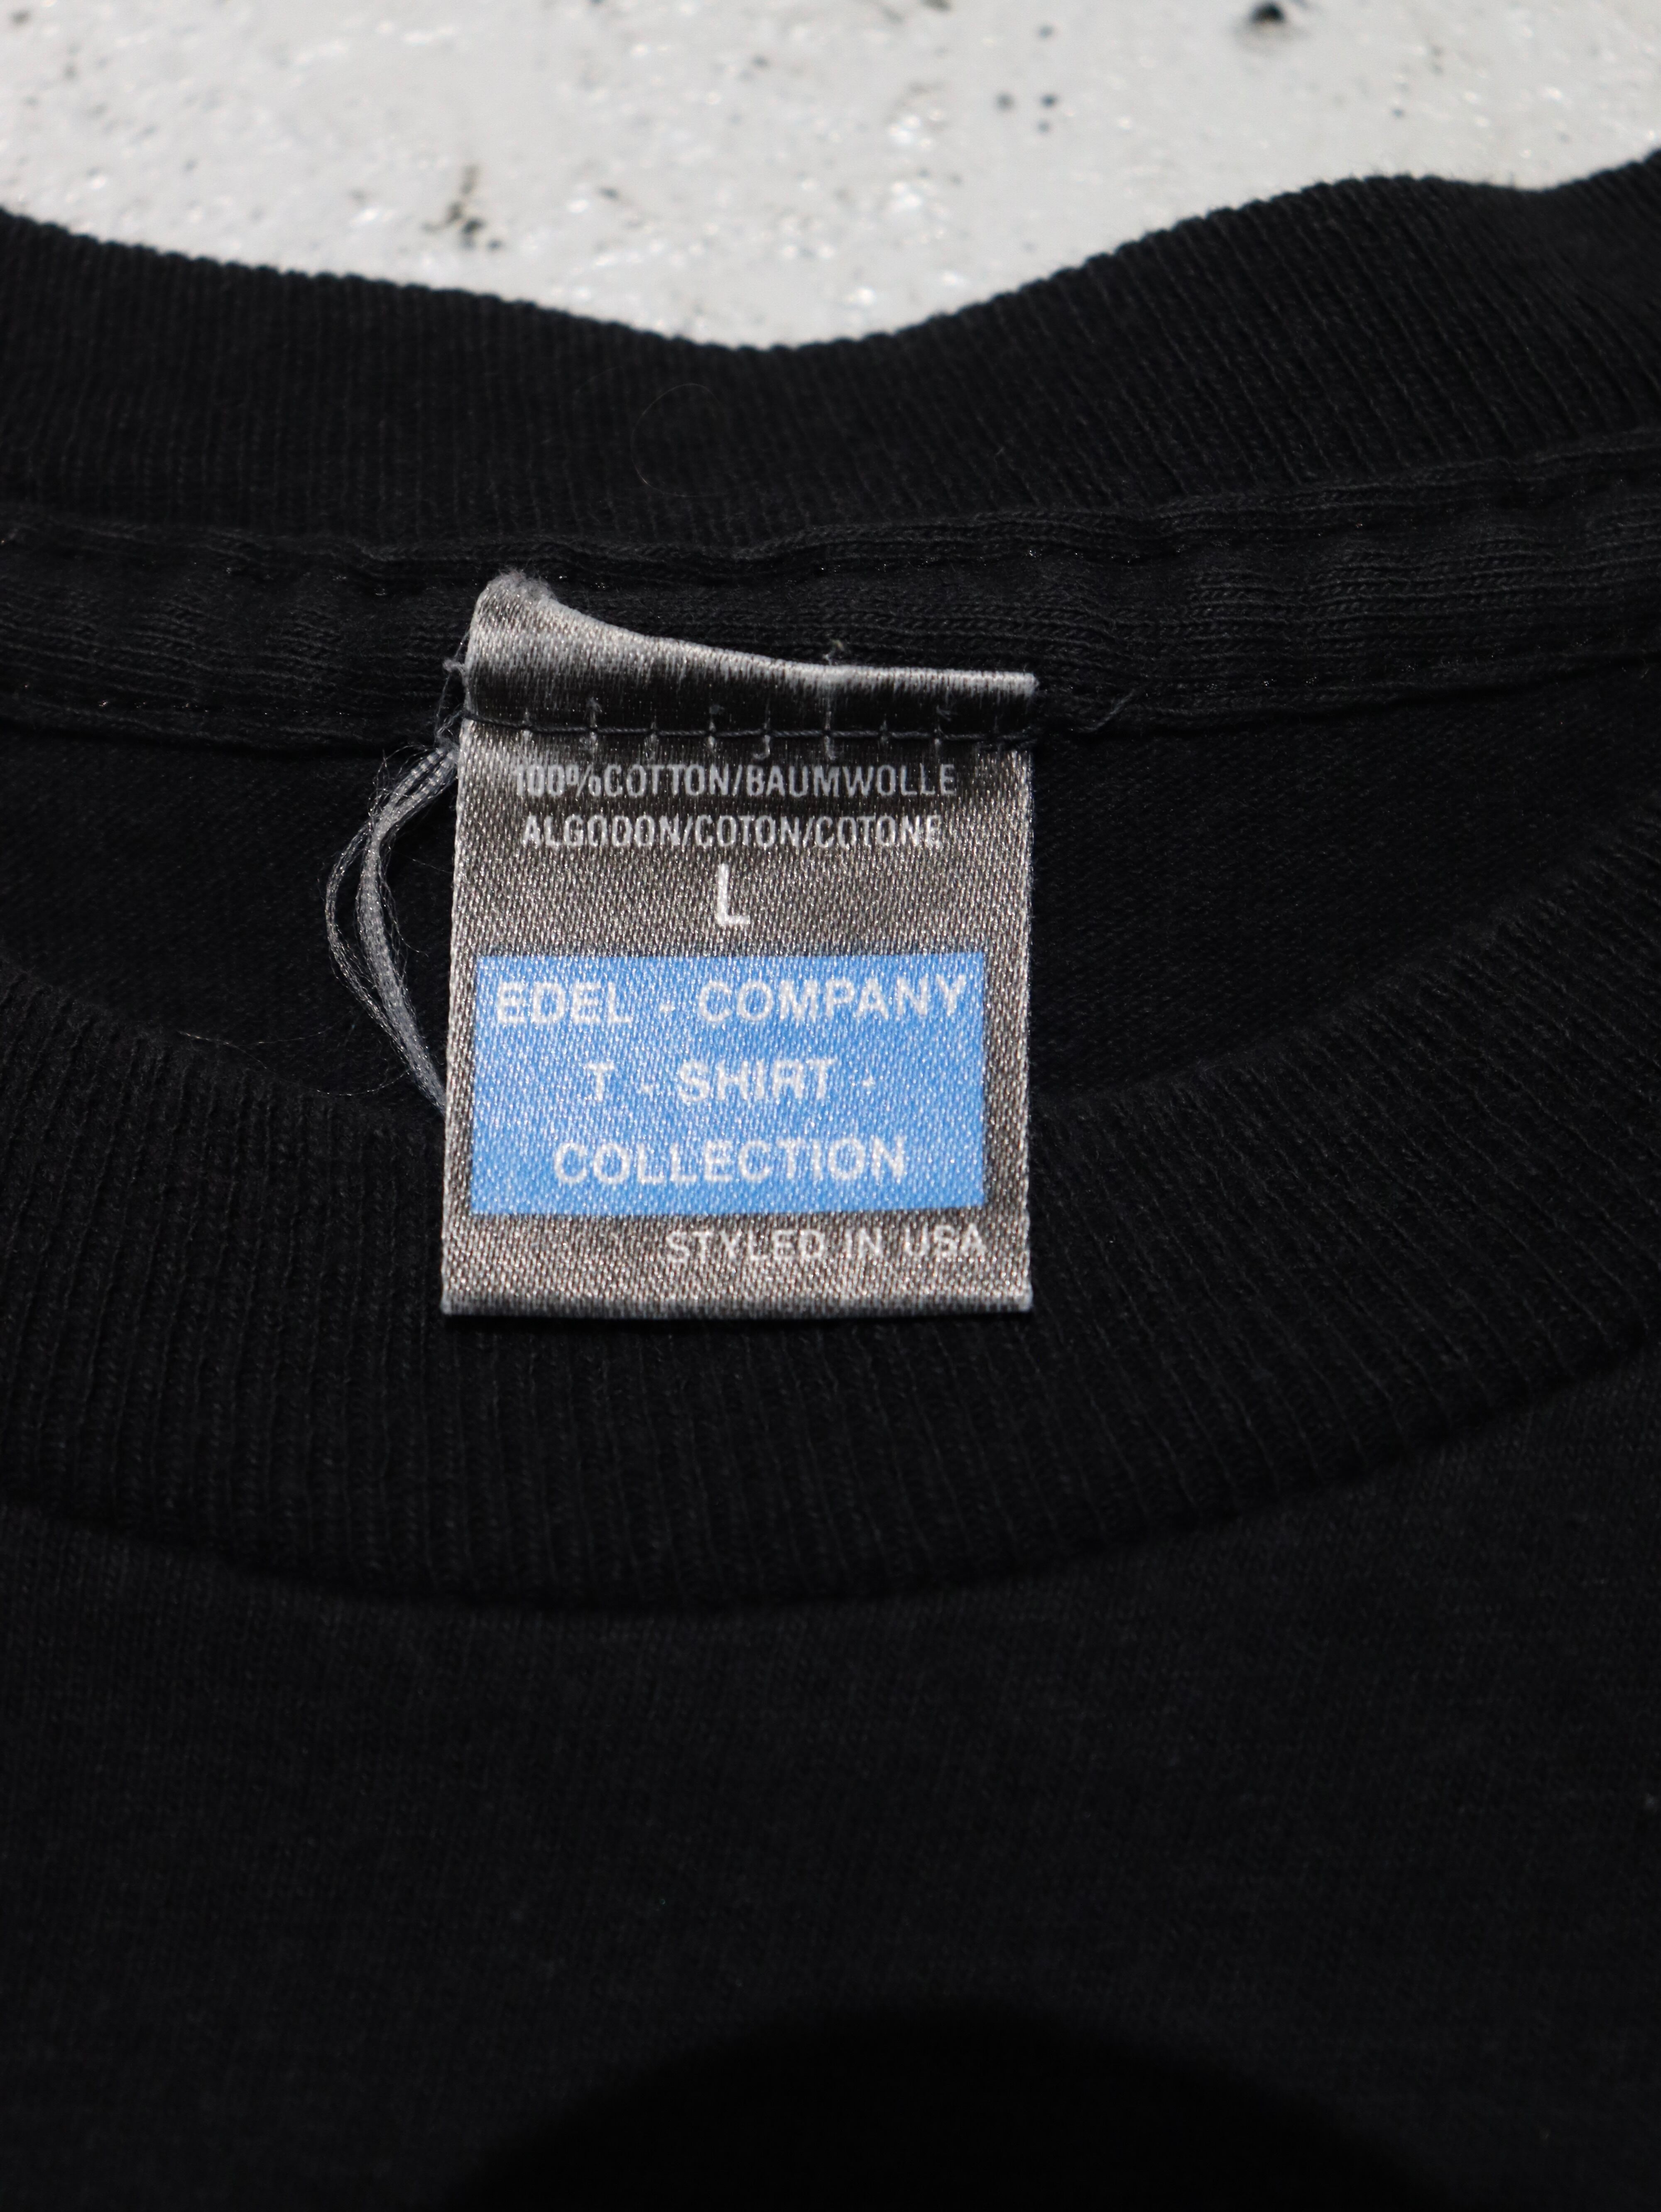 100%COTTON/BAUMWOLLE
ALGODON/COTON/COTONE
L
EDEL - COMPANY
T - SHIRT -
COLLECTION
STYLED IN USA